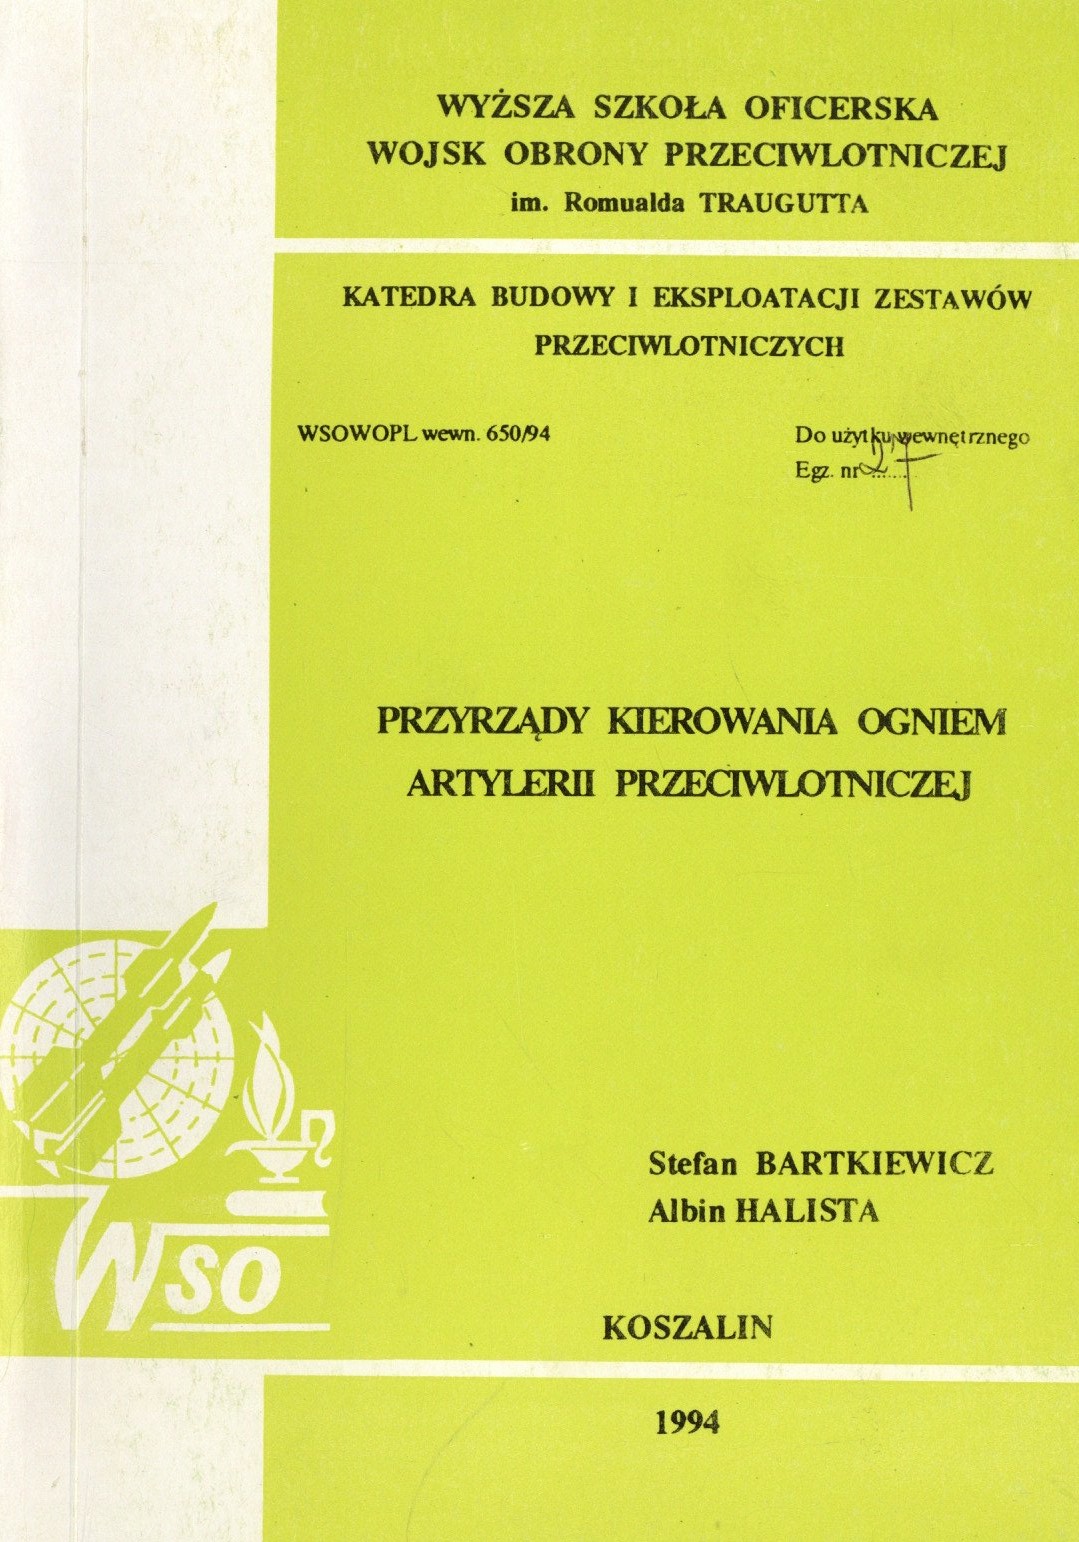 WYŻSZA SZKOŁA OFICERSKA
WOJSK OBRONY PRZECIWLOTNICZEJ
im. Romualda TRAUGUTTA
KATEDRA BUDOWY I EKSPLOATACJI ZESTAWÓW
PRZECIWLOTNICZYCH
WSOWOPL wewn. 650/94
Do użytku wewnętrznego
Egz. nr 27
PRZYRZĄDY KIEROWANIA OGNIEM
ARTYLERII PRZECIWLOTNICZEJ
Stefan BARTKIEWICZ
Albin HALISTA
WSO
KOSZALIN
1994